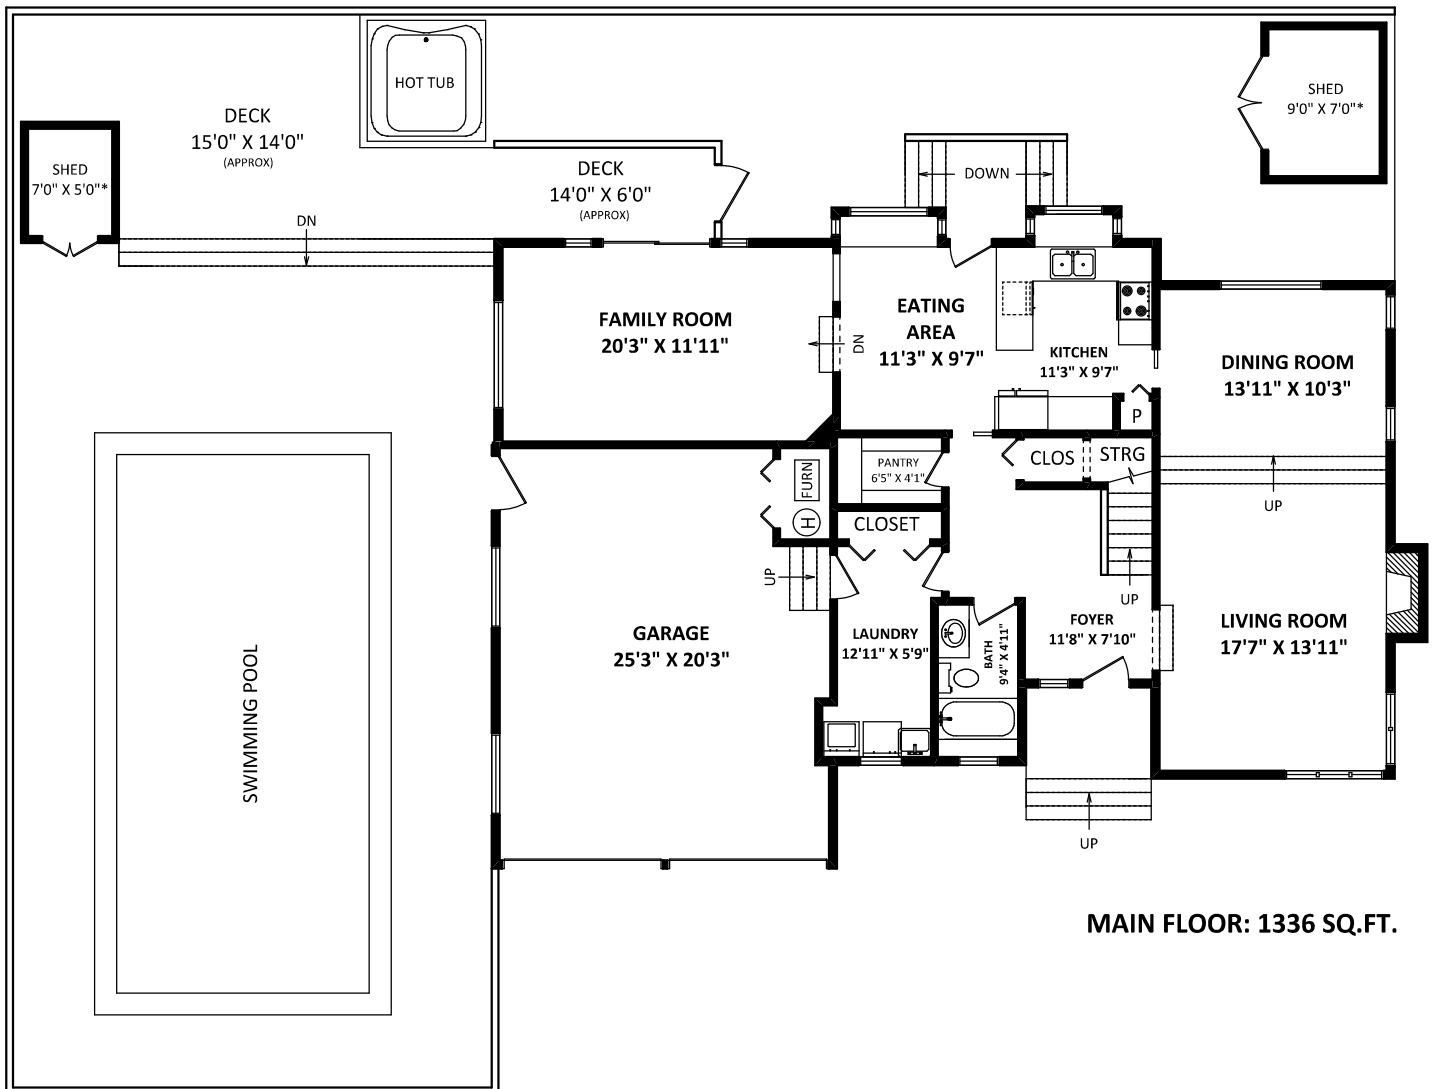 HOT TUB
SHED
9'0" X 7'0"*
DECK
15'0" X 14'0"
(APPROX)
SHED
7'0" X 5'0"*
DECK
14'0" X 6'0"
(APPROX)
DOWN
DN
FAMILY ROOM
20'3" X 11'11"
EATING
AREA
11'3" X 9'7"
DN
KITCHEN
11'3" X 9'7"
DINING ROOM
13'11" X 10'3"
P
PANTRY
6'5" X 4'1"
CLOS
STRG
FURN
H
CLOSET
UP
UP
UP
GARAGE
25'3" X 20'3"
LAUNDRY
12'11" X 5'9"
BATH
9'4" X 4'11"
FOYER
11'8" X 7'10"
LIVING ROOM
17'7" X 13'11"
SWIMMING POOL
UP
MAIN FLOOR: 1336 SQ.FT.